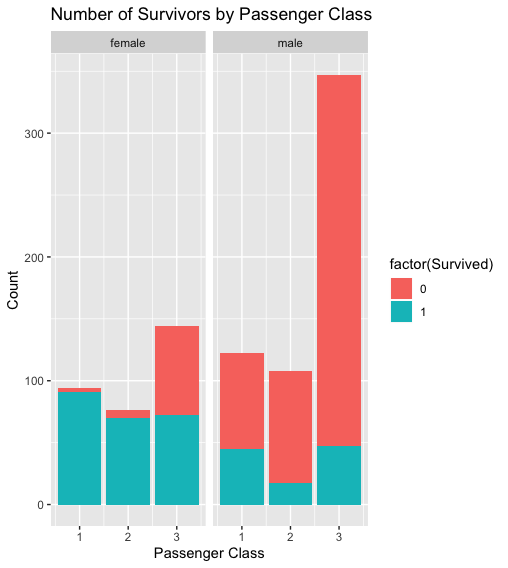 Number of Survivors by Passenger Class
female male
300
200
100
0
Count
1 2 3 1 2 3
Passenger Class
factor(Survived)
0
1